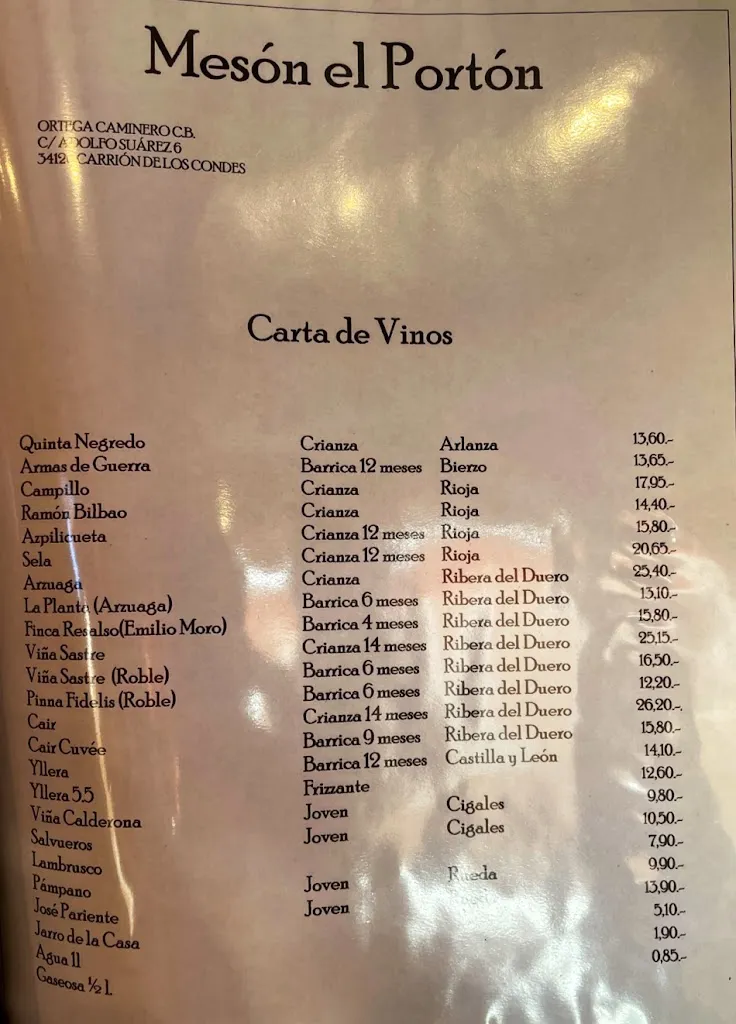 Mesón el Portón
ORTEGA CAMINERO C.B.
C/ ADOLFO SUÁREZ 6
CARRIÓN DE LOS CONDES
Carta de Vinos
Quinta Negredo Crianza Arlanza 13,60.-
Armas de Guerra Barrica 12 meses Bierzo 13,65.-
Campillo Crianza Rioja 17,95.-
Ramón Bilbao Crianza Rioja 14,40.-
Azpilicueta Crianza 12 meses Rioja 15,80.-
Sela Crianza 12 meses Rioja 20,65.-
Arzuaga Crianza Ribera del Duero 25,40.-
La Planta (Arzuaga) Barrica 6 meses Ribera del Duero 13,10.-
Finca Resalso(Emilio Moro) Barrica 4 meses Ribera del Duero 15,80.-
Viña Sastre Crianza 14 meses Ribera del Duero 25,15.-
Viña Sastre (Roble) Barrica 6 meses Ribera del Duero 16,50.-
Pinna Fidelis (Roble) Barrica 6 meses Ribera del Duero 12,20.-
Cair Crianza 14 meses Ribera del Duero 26,20.-
Cair Cuvée Barrica 9 meses Ribera del Duero 15,80.-
Yllera Barrica 12 meses Castilla y León 14,10.-
Yllera 5.5 Frizzante 12,60.-
Viña Calderona Joven Cigales 9,80.-
Salvueros Joven Cigales 10,50.-
Lambrusco 7,90.-
Pámpano Joven Rueda 9,90.-
José Pariente Joven 13,90.-
Jarro de la Casa 5,10.-
Agua 1l 1,90.-
Gaseosa ½ l. 0,85.-